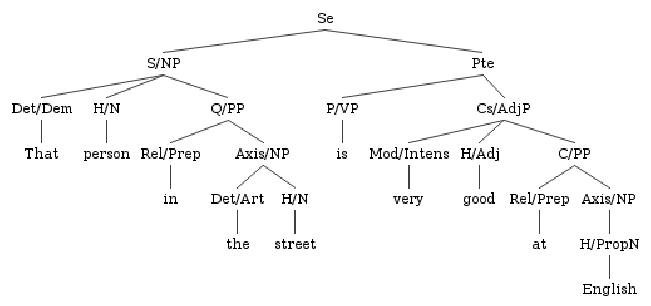 Se
S/NP Pte
Det/Dem H/N Q/PP P/VP Cs/AdjP
That person Rel/Prep Axis/NP is Mod/Intens H/Adj C/PP
in Det/Art H/N very good Rel/Prep Axis/NP
the street at H/PropN
English